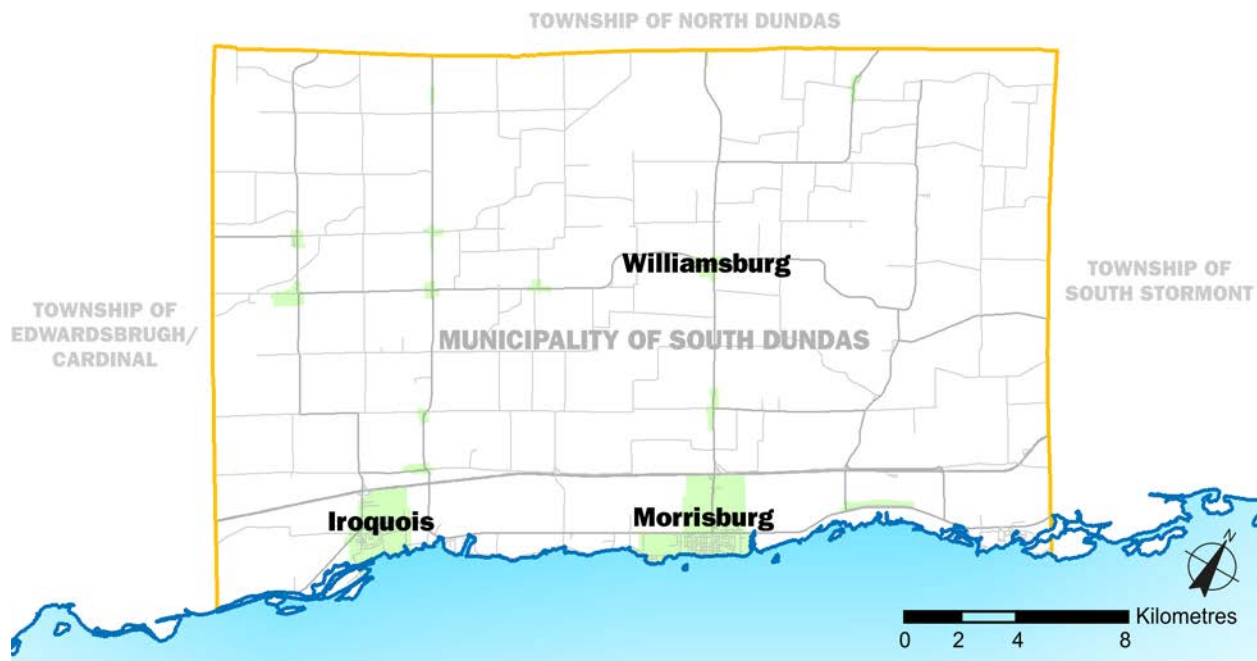 TOWNSHIP OF NORTH DUNDAS
Williamsburg
TOWNSHIP OF
SOUTH STORMONT
TOWNSHIP OF
EDWARDSBRUGH/
CARDINAL
MUNICIPALITY OF SOUTH DUNDAS
Iroquois
Morrisburg
N
Kilometres
0 2 4 8